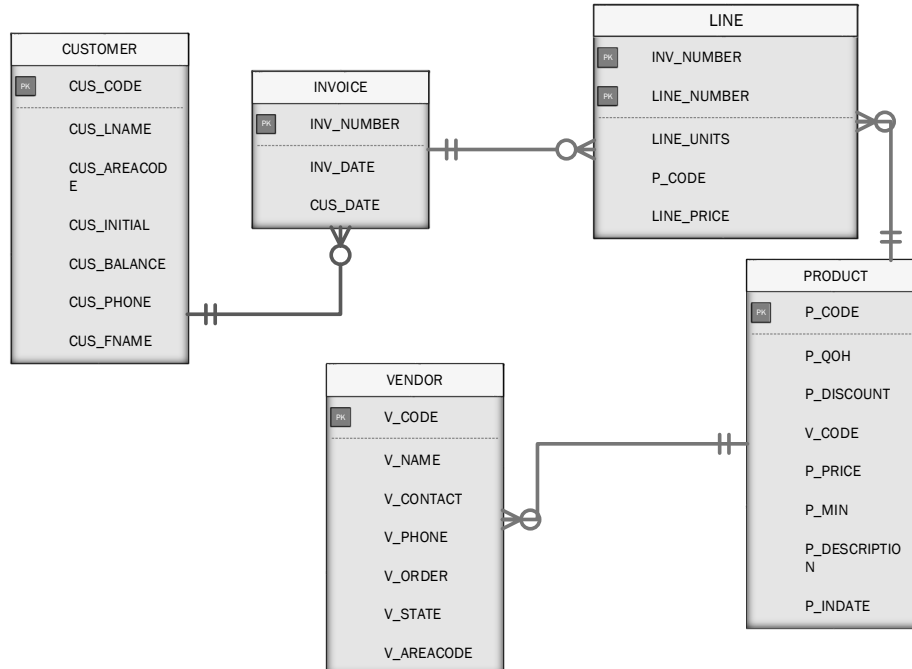 CUSTOMER
PK CUS_CODE
CUS_LNAME
CUS_AREACOD
E
CUS_INITIAL
CUS_BALANCE
CUS_PHONE
CUS_FNAME
INVOICE
PK INV_NUMBER
INV_DATE
CUS_DATE
LINE
PK INV_NUMBER
PK LINE_NUMBER
LINE_UNITS
P_CODE
LINE_PRICE
VENDOR
PK V_CODE
V_NAME
V_CONTACT
V_PHONE
V_ORDER
V_STATE
V_AREACODE
PRODUCT
PK P_CODE
P_QOH
P_DISCOUNT
V_CODE
P_PRICE
P_MIN
P_DESCRIPTIO
N
P_INDATE